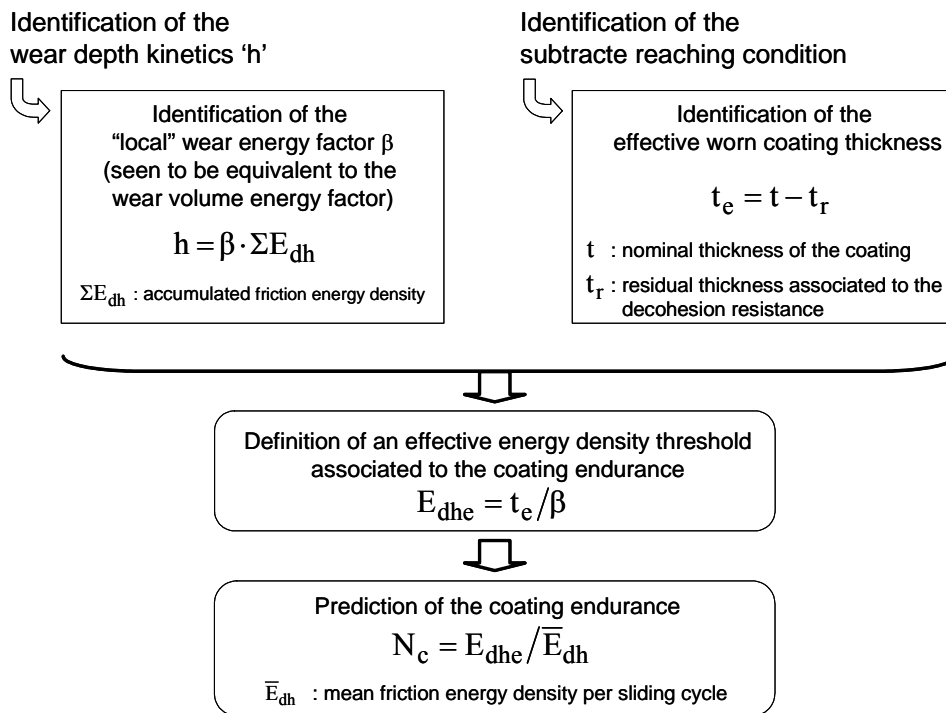 Identification of the
wear depth kinetics ‘h’
Identification of the
“local” wear energy factor β
(seen to be equivalent to the
wear volume energy factor)
h = β · ΣE_dh
ΣE_dh : accumulated friction energy density
Identification of the
subtracte reaching condition
Identification of the
effective worn coating thickness
t_e = t − t_r
t : nominal thickness of the coating
t_r : residual thickness associated to the
decohesion resistance
Definition of an effective energy density threshold
associated to the coating endurance
E_dhe = t_e/β
Prediction of the coating endurance
N_c = E_dhe/E̅_dh
E̅_dh : mean friction energy density per sliding cycle